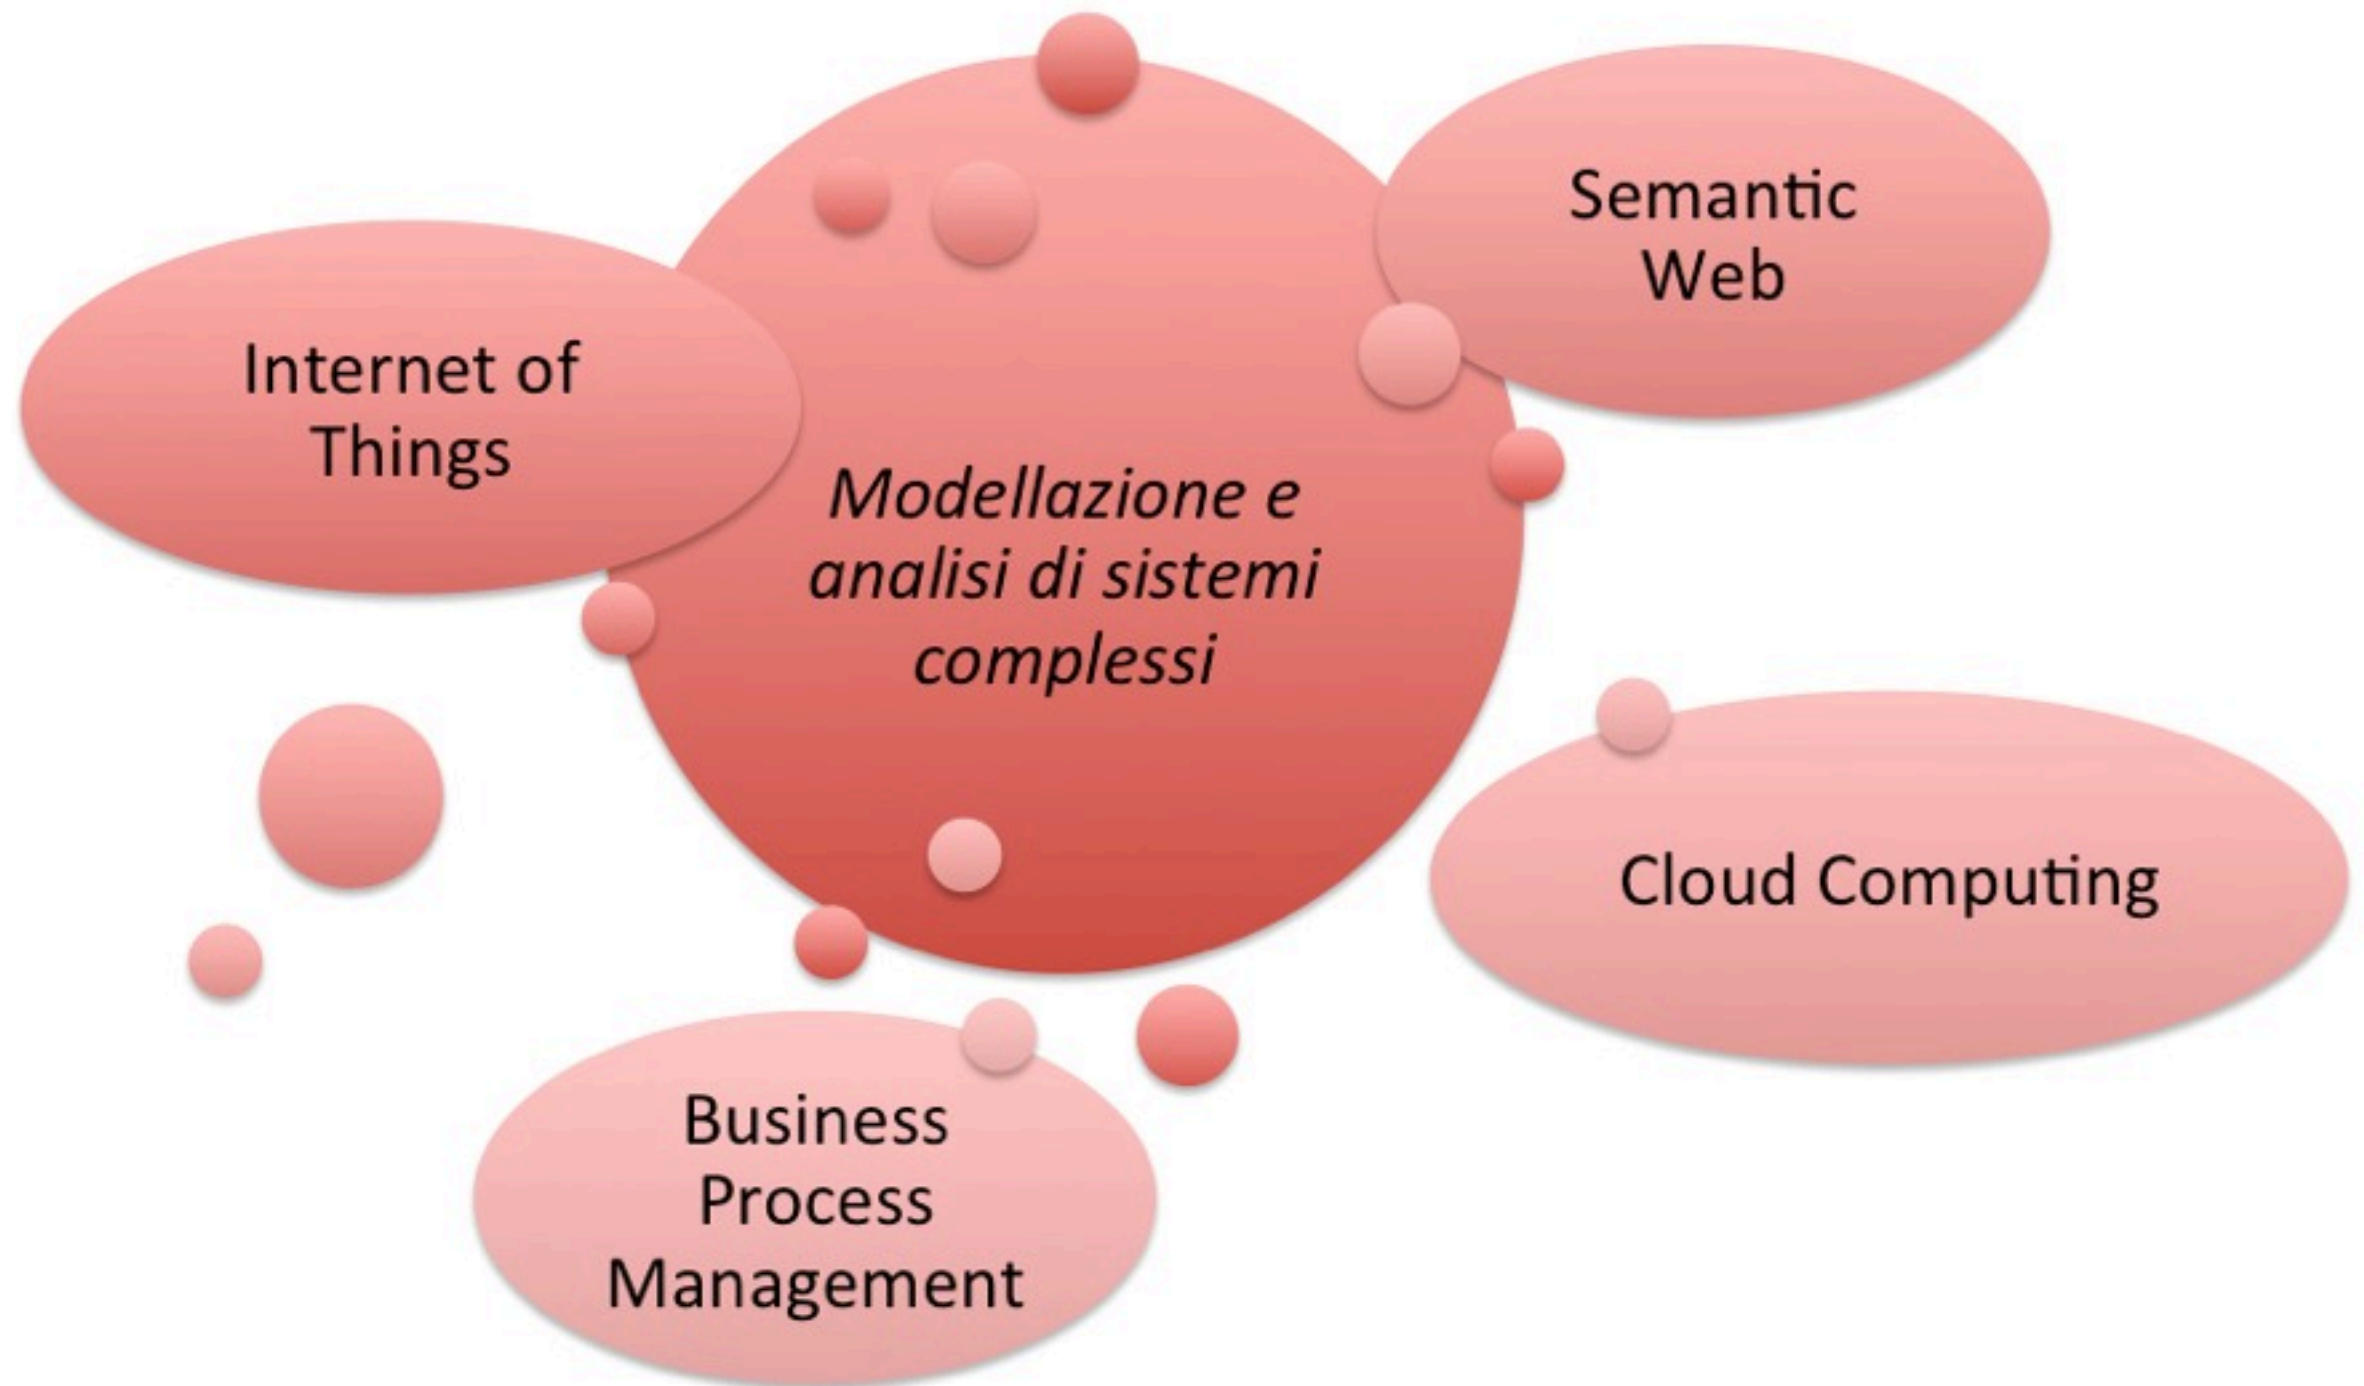 Semantic
Web
Internet of
Things
Modellazione e
analisi di sistemi
complessi
Cloud Computing
Business
Process
Management